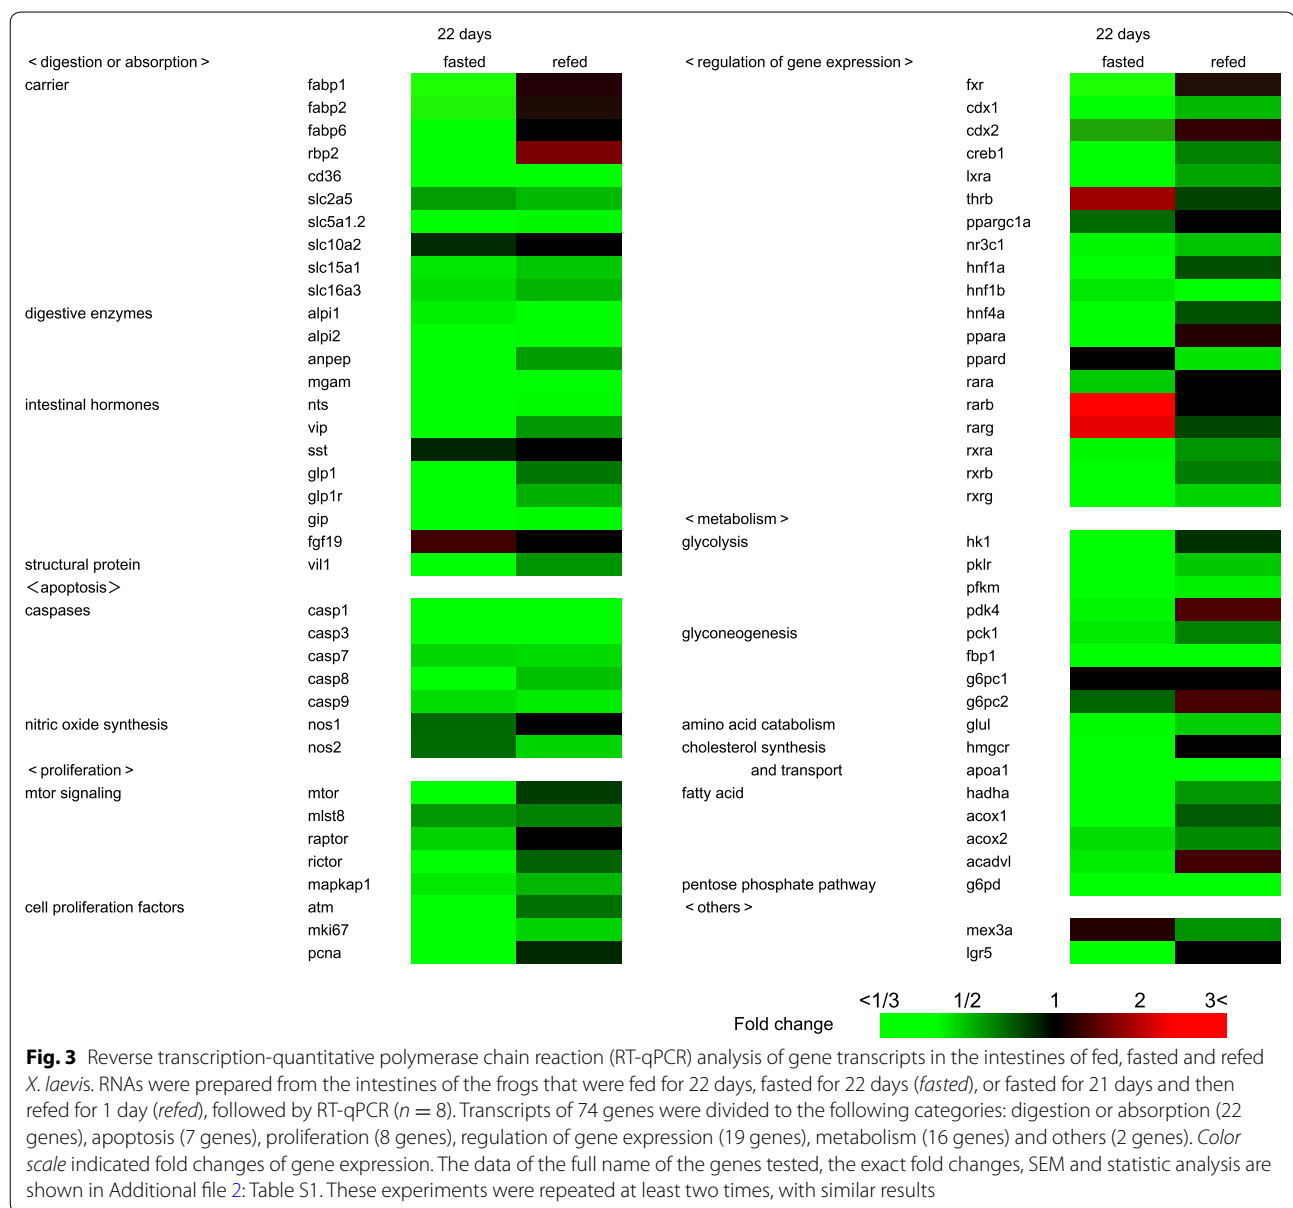 22 days
< digestion or absorption > fasted refed
carrier fabp1
fabp2
fabp6
rbp2
cd36
slc2a5
slc5a1.2
slc10a2
slc15a1
slc16a3
digestive enzymes alpi1
alpi2
anpep
mgam
intestinal hormones nts
vip
sst
glp1
glp1r
gip
fgf19
structural protein vil1
＜apoptosis＞
caspases casp1
casp3
casp7
casp8
casp9
nitric oxide synthesis nos1
nos2
< proliferation >
mtor signaling mtor
mlst8
raptor
rictor
mapkap1
cell proliferation factors atm
mki67
pcna
22 days
< regulation of gene expression > fasted refed
fxr
cdx1
cdx2
creb1
lxra
thrb
ppargc1a
nr3c1
hnf1a
hnf1b
hnf4a
ppara
ppard
rara
rarb
rarg
rxra
rxrb
rxrg
< metabolism >
glycolysis hk1
pklr
pfkm
pdk4
glyconeogenesis pck1
fbp1
g6pc1
g6pc2
amino acid catabolism glul
cholesterol synthesis hmgcr
and transport apoa1
fatty acid hadha
acox1
acox2
acadvl
pentose phosphate pathway g6pd
< others >
mex3a
lgr5
<1/3 1/2 1 2 3<
Fold change
Fig. 3 Reverse transcription-quantitative polymerase chain reaction (RT-qPCR) analysis of gene transcripts in the intestines of fed, fasted and refed
X. laevis. RNAs were prepared from the intestines of the frogs that were fed for 22 days, fasted for 22 days (fasted), or fasted for 21 days and then
refed for 1 day (refed), followed by RT-qPCR (n = 8). Transcripts of 74 genes were divided to the following categories: digestion or absorption (22
genes), apoptosis (7 genes), proliferation (8 genes), regulation of gene expression (19 genes), metabolism (16 genes) and others (2 genes). Color
scale indicated fold changes of gene expression. The data of the full name of the genes tested, the exact fold changes, SEM and statistic analysis are
shown in Additional file 2: Table S1. These experiments were repeated at least two times, with similar results